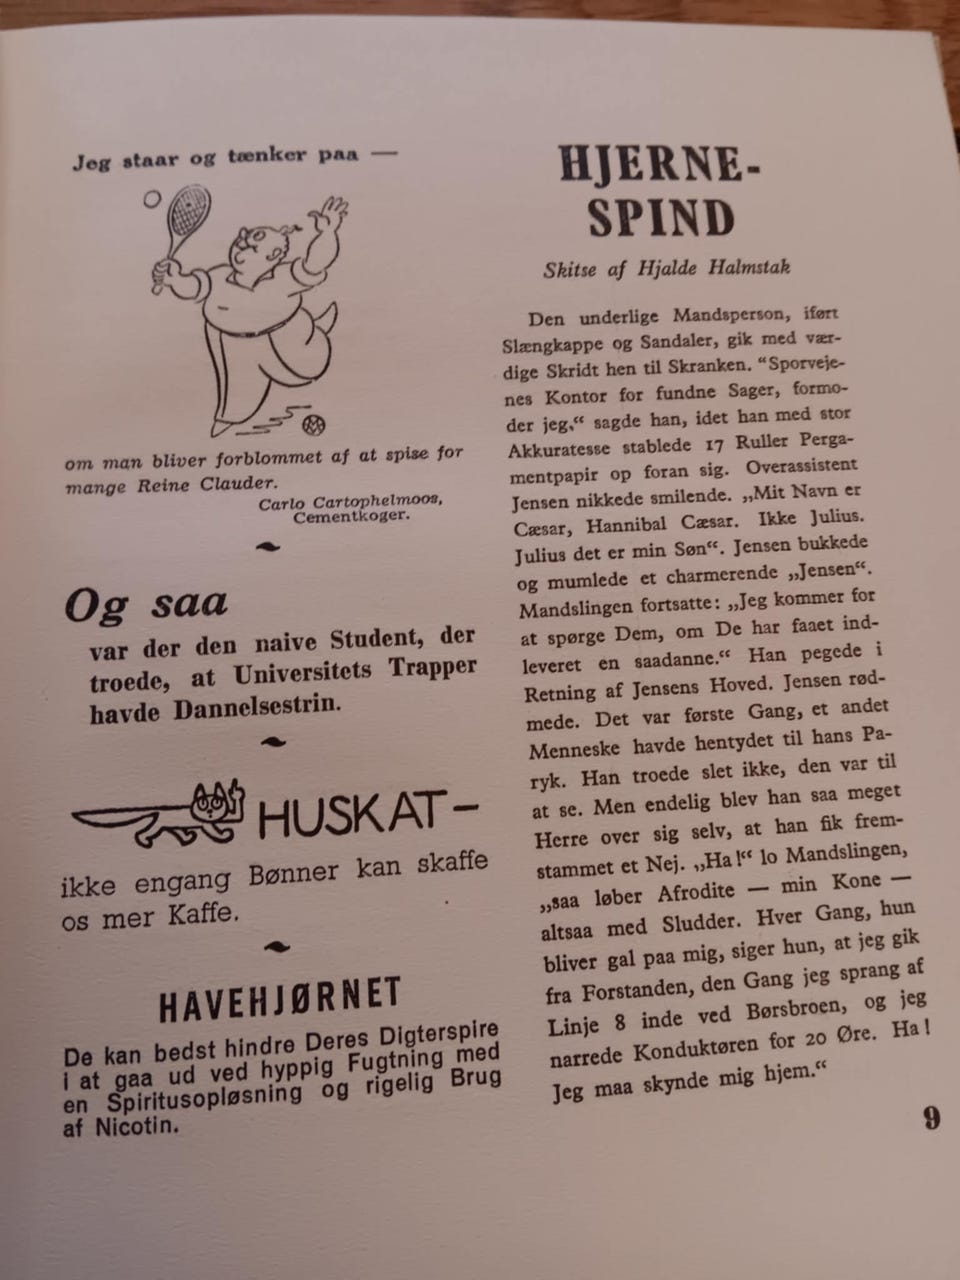 Jeg staar og tænker paa —
om man bliver forblommet af at spise for
mange Reine Clauder.
Carlo Cartophelmoos,
Cementkoger.
Og saa
var der den naive Student, der
troede, at Universitets Trapper
havde Dannelsestrin.
HUSKAT—
ikke engang Bønner kan skaffe
os mer Kaffe.
HAVEHJØRNET
De kan bedst hindre Deres Digterspire
i at gaa ud ved hyppig Fugtning med
en Spiritusopløsning og rigelig Brug
af Nicotin.
HJERNE-
SPIND
Skitse af Hjalde Halmstak
Den underlige Mandsperson, iført
Slængkappe og Sandaler, gik med vær-
dige Skridt hen til Skranken. "Sporveje-
nes Kontor for fundne Sager, formo-
der jeg.“ sagde han, idet han med stor
Akkuratesse stablede 17 Ruller Perga-
mentpapir op foran sig. Overassistent
Jensen nikkede smilende. „Mit Navn er
Cæsar, Hannibal Cæsar. Ikke Julius.
Julius det er min Søn“. Jensen bukkede
og mumlede et charmerende „Jensen“.
Mandslingen fortsatte: „Jeg kommer for
at spørge Dem, om De har faaet ind-
leveret en saadanne.“ Han pegede i
Retning af Jensens Hoved. Jensen rød-
mede. Det var første Gang, et andet
Menneske havde hentydet til hans Pa-
ryk. Han troede slet ikke, den var til
at se. Men endelig blev han saa meget
Herre over sig selv, at han fik frem-
stammet et Nej. „Ha!“ lo Mandslingen,
„saa løber Afrodite — min Kone —
altsaa med Sludder. Hver Gang, hun
bliver gal paa mig, siger hun, at jeg gik
fra Forstanden, den Gang jeg sprang af
Linje 8 inde ved Børsbroen, og jeg
narrede Konduktøren for 20 Øre. Ha!
Jeg maa skynde mig hjem.“
9